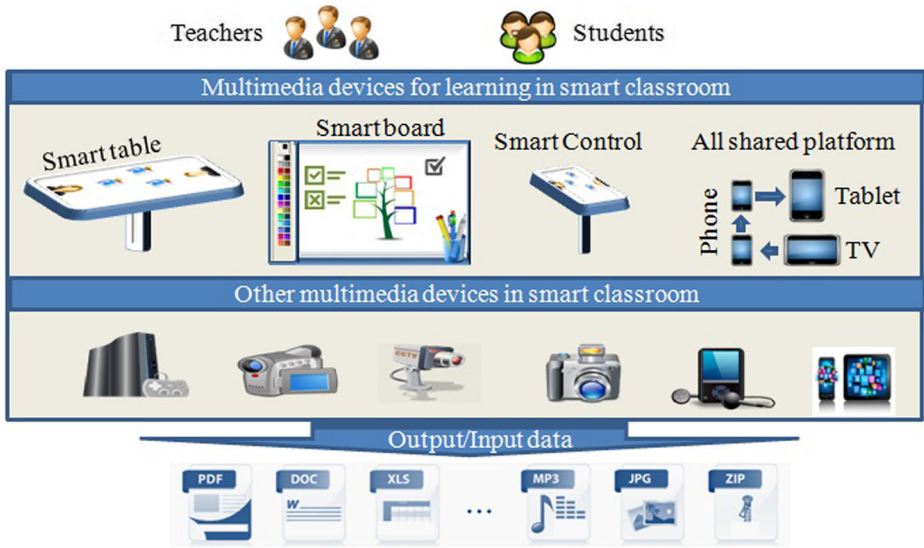 Teachers
Students
Multimedia devices for learning in smart classroom
Smart table
Smart board
Smart Control
All shared platform
Phone
Tablet
TV
Other multimedia devices in smart classroom
CCTV
Output/Input data
PDF
DOC
XLS
...
MP3
JPG
ZIP
W